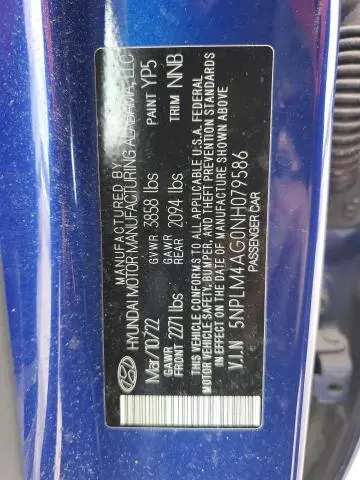 MANUFACTURED BY
HYUNDAI MOTOR MANUFACTURING ALABAMA, LLC
Mar/10/22 GVWR 3858 lbs PAINT YP5
GAWR FRONT 2271 lbs GAWR REAR 2094 lbs TRIM NNB
THIS VEHICLE CONFORMS TO ALL APPLICABLE U.S.A. FEDERAL
MOTOR VEHICLE SAFETY, BUMPER, AND THEFT PREVENTION STANDARDS
IN EFFECT ON THE DATE OF MANUFACTURE SHOWN ABOVE
V.I.N 5NPLM4AG0NH079586
PASSENGER CAR